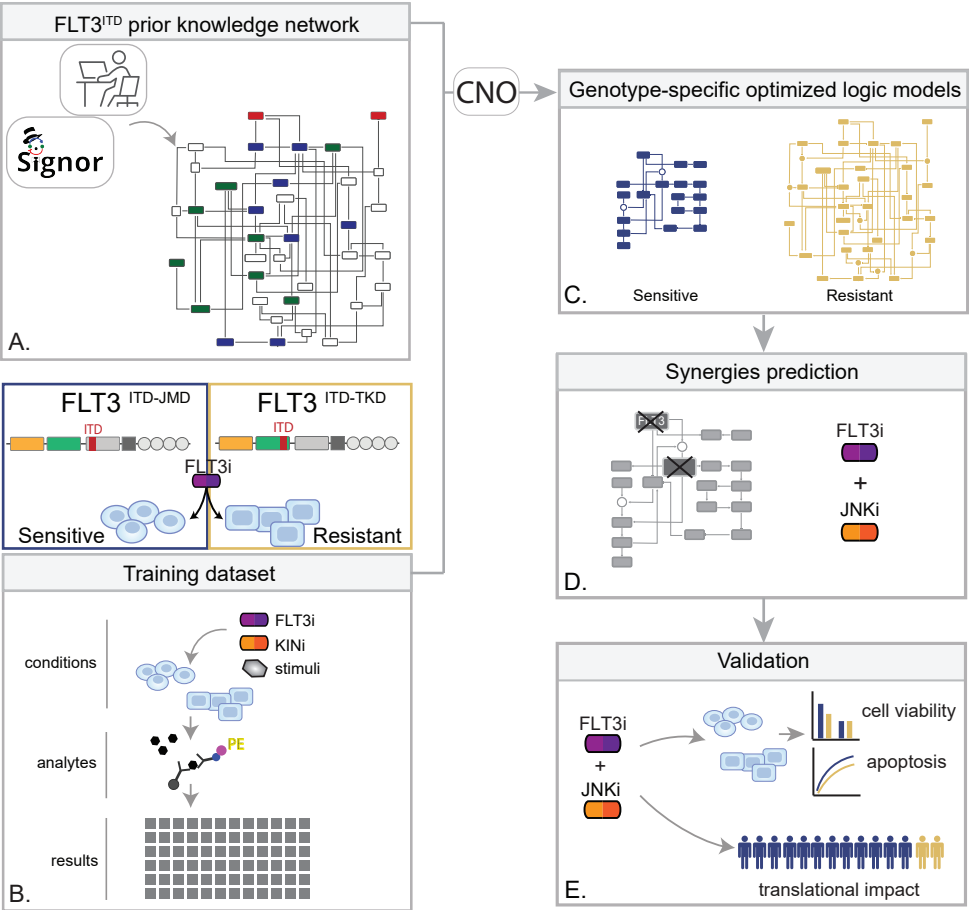 FLT3ITD prior knowledge network
Signor
A.
CNO
FLT3 ITD-JMD
ITD
FLT3 ITD-TKD
ITD
FLT3i
Sensitive
Resistant
Training dataset
FLT3i
KINi
stimuli
conditions
PE
analytes
results
B.
Genotype-specific optimized logic models
Sensitive
Resistant
C.
Synergies prediction
FLT3
FLT3i
+
JNKi
D.
Validation
FLT3i
+
JNKi
cell viability
apoptosis
translational impact
E.